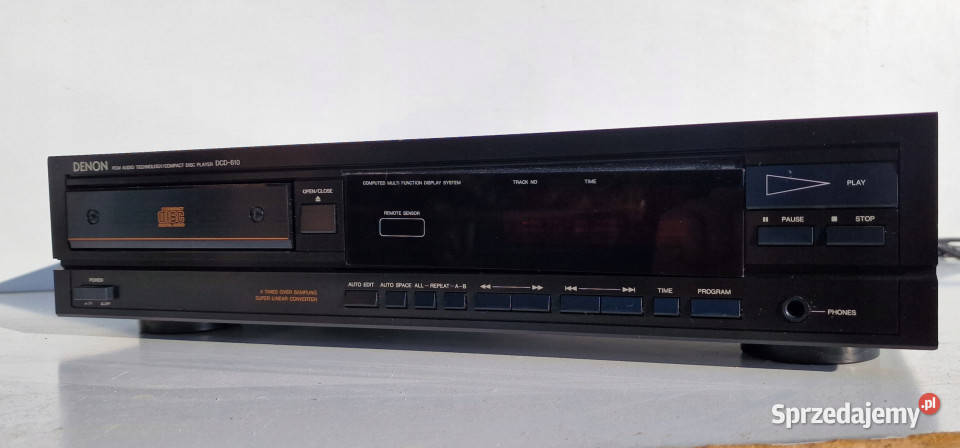 DENON PCM AUDIO TECHNOLOGY/COMPACT DISC PLAYER DCD-610
OPEN/CLOSE
COMPUTED MULTI FUNCTION DISPLAY SYSTEM TRACK NO TIME
REMOTE SENSOR
PLAY
PAUSE STOP
disc
POWER
OFF
4 TIMES OVER SAMPLING
SUPER LINEAR CONVERTER
AUTO EDIT AUTO SPACE ALL - REPEAT - A-B TIME PROGRAM
PHONES
Sprzedajemy.pl